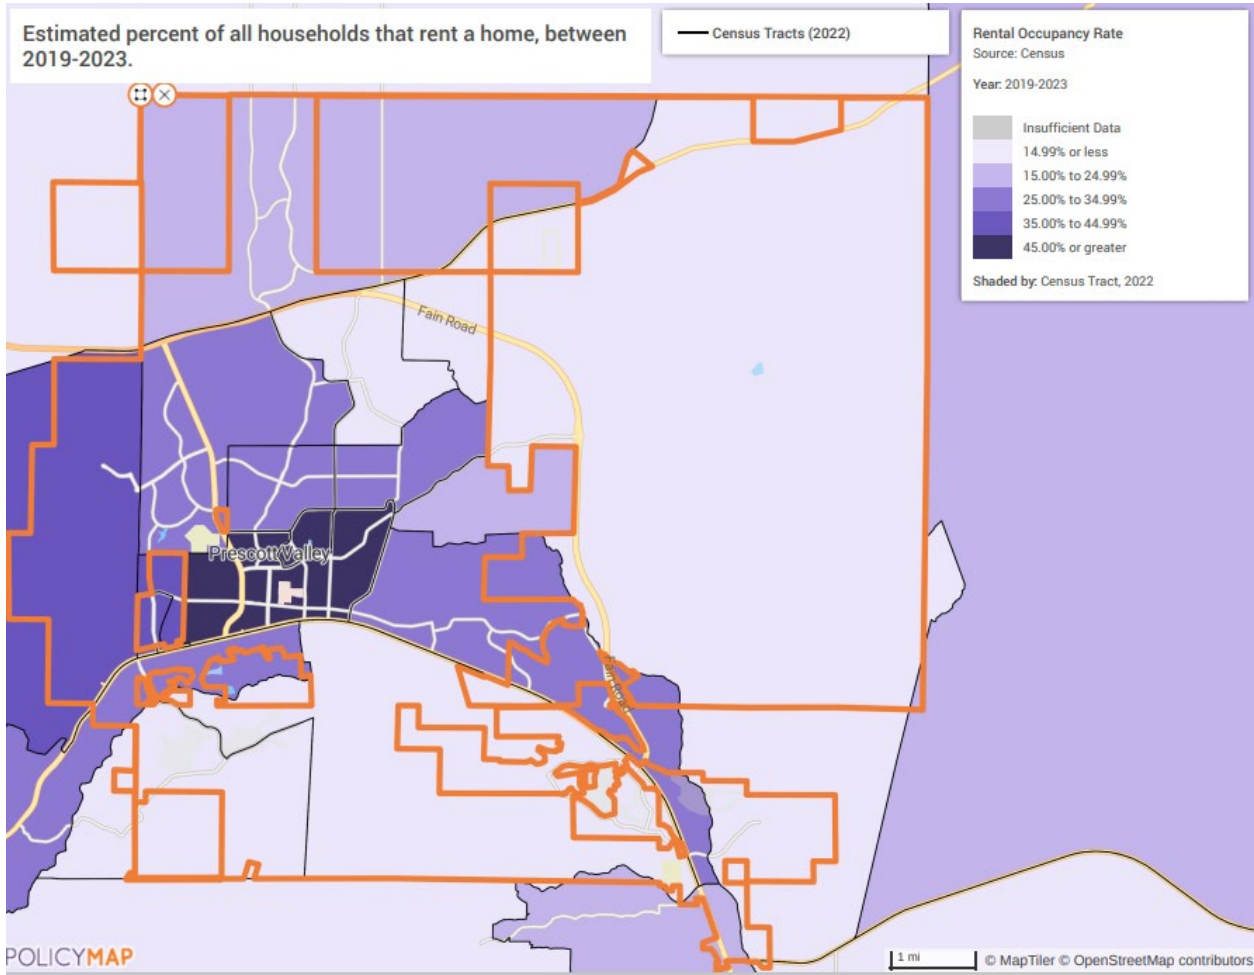 Estimated percent of all households that rent a home, between
2019-2023.
Census Tracts (2022)
Rental Occupancy Rate
Source: Census
Year: 2019-2023
Insufficient Data
14.99% or less
15.00% to 24.99%
25.00% to 34.99%
35.00% to 44.99%
45.00% or greater
Shaded by: Census Tract, 2022
Fain Road
Prescott Valley
Fain Road
POLICYMAP
1 mi
© MapTiler © OpenStreetMap contributors